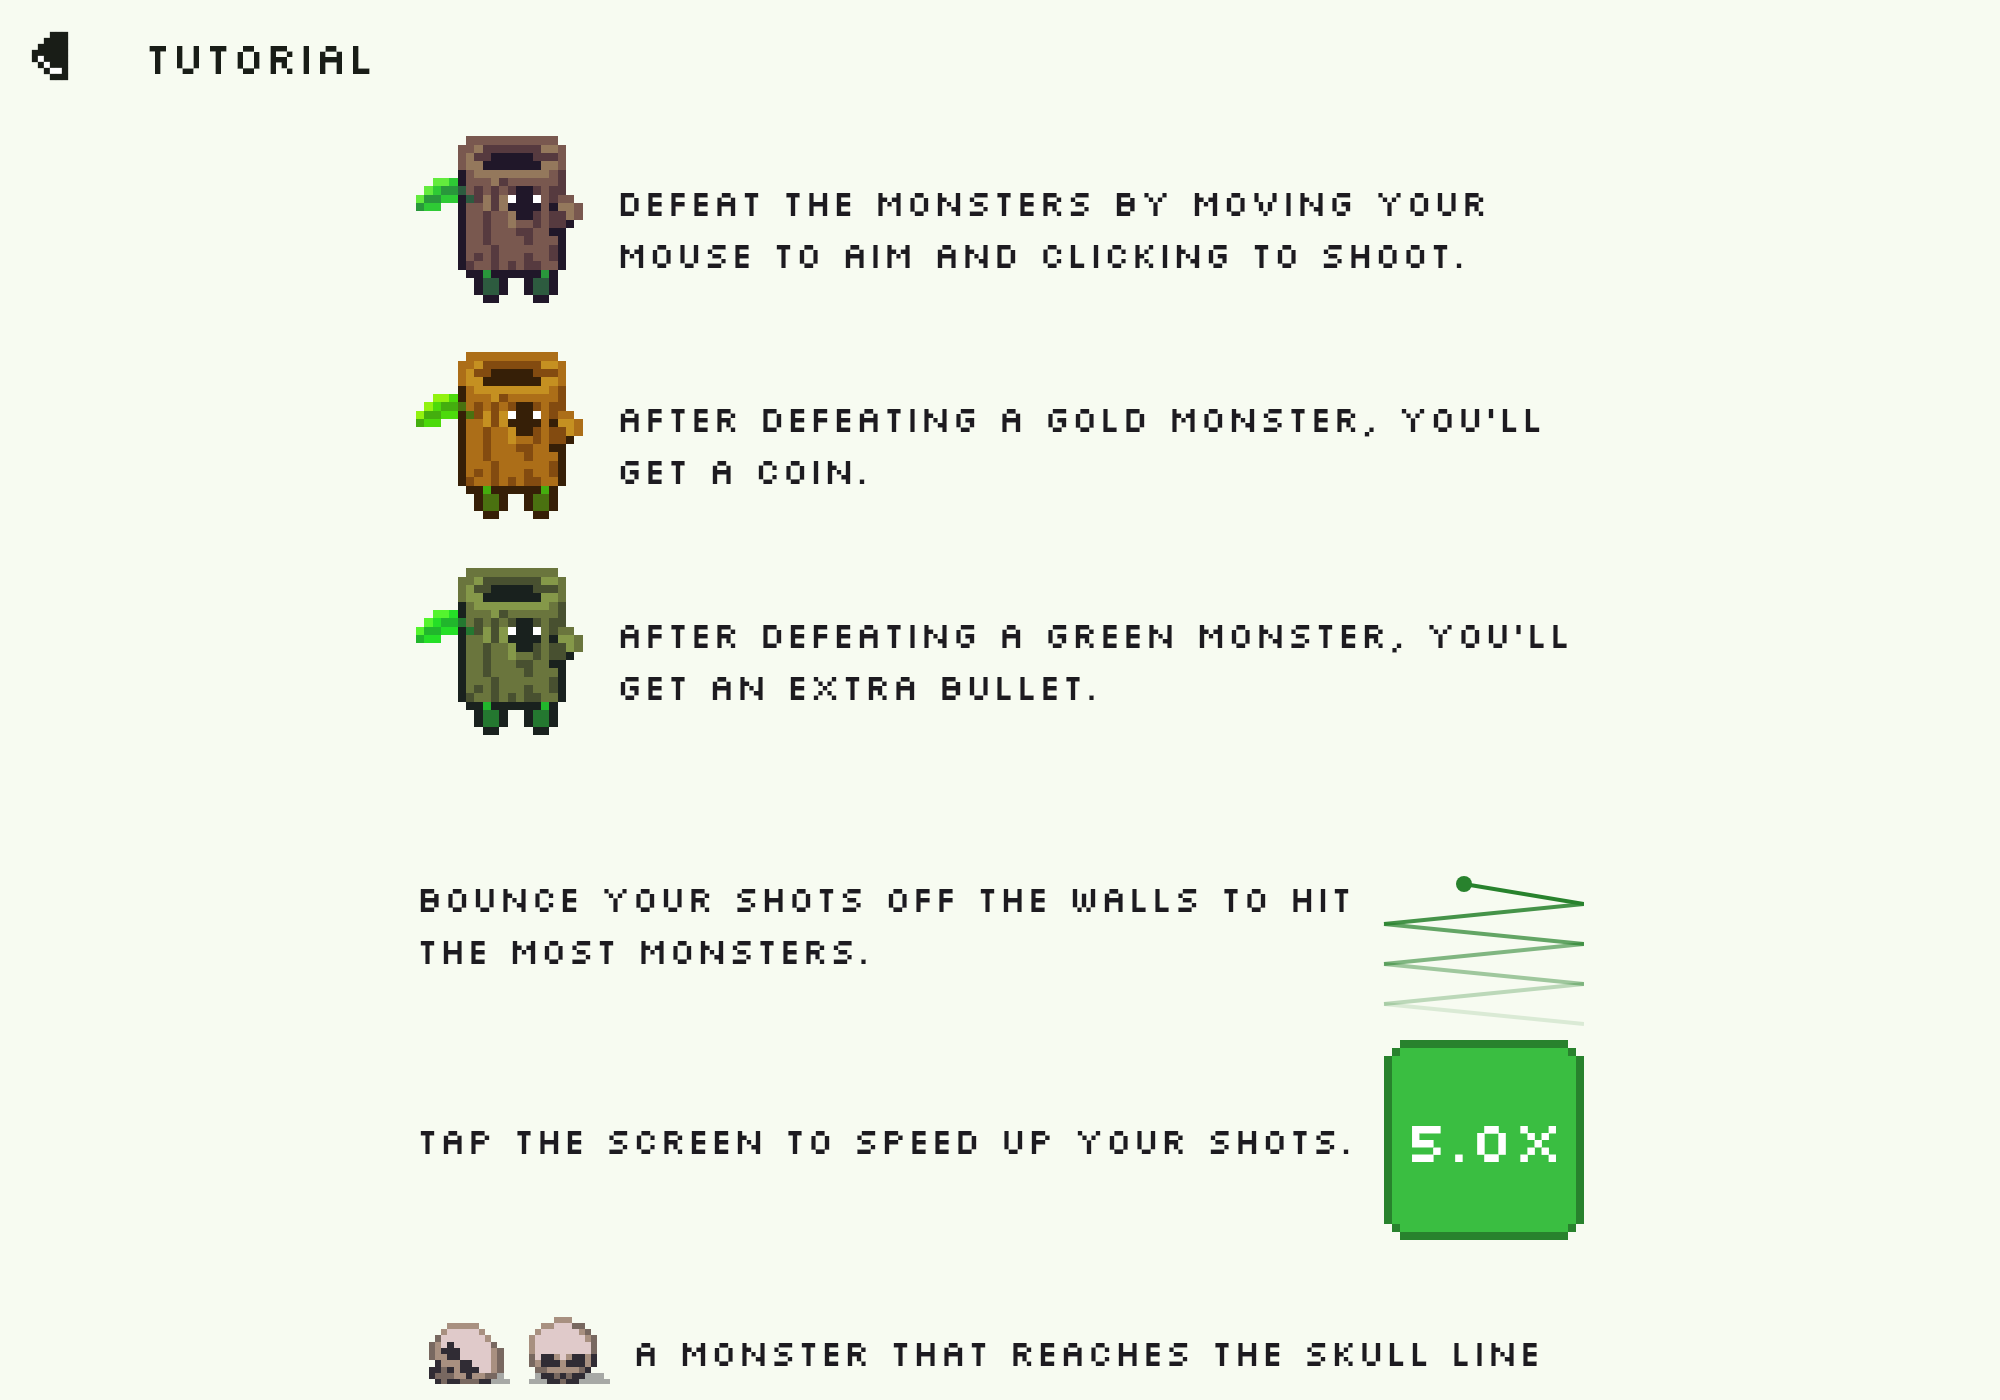 TUTORIAL
DEFEAT THE MONSTERS BY MOVING YOUR
MOUSE TO AIM AND CLICKING TO SHOOT.
AFTER DEFEATING A GOLD MONSTER, YOU'LL
GET A COIN.
AFTER DEFEATING A GREEN MONSTER, YOU'LL
GET AN EXTRA BULLET.
BOUNCE YOUR SHOTS OFF THE WALLS TO HIT
THE MOST MONSTERS.
TAP THE SCREEN TO SPEED UP YOUR SHOTS.
5.0X
A MONSTER THAT REACHES THE SKULL LINE